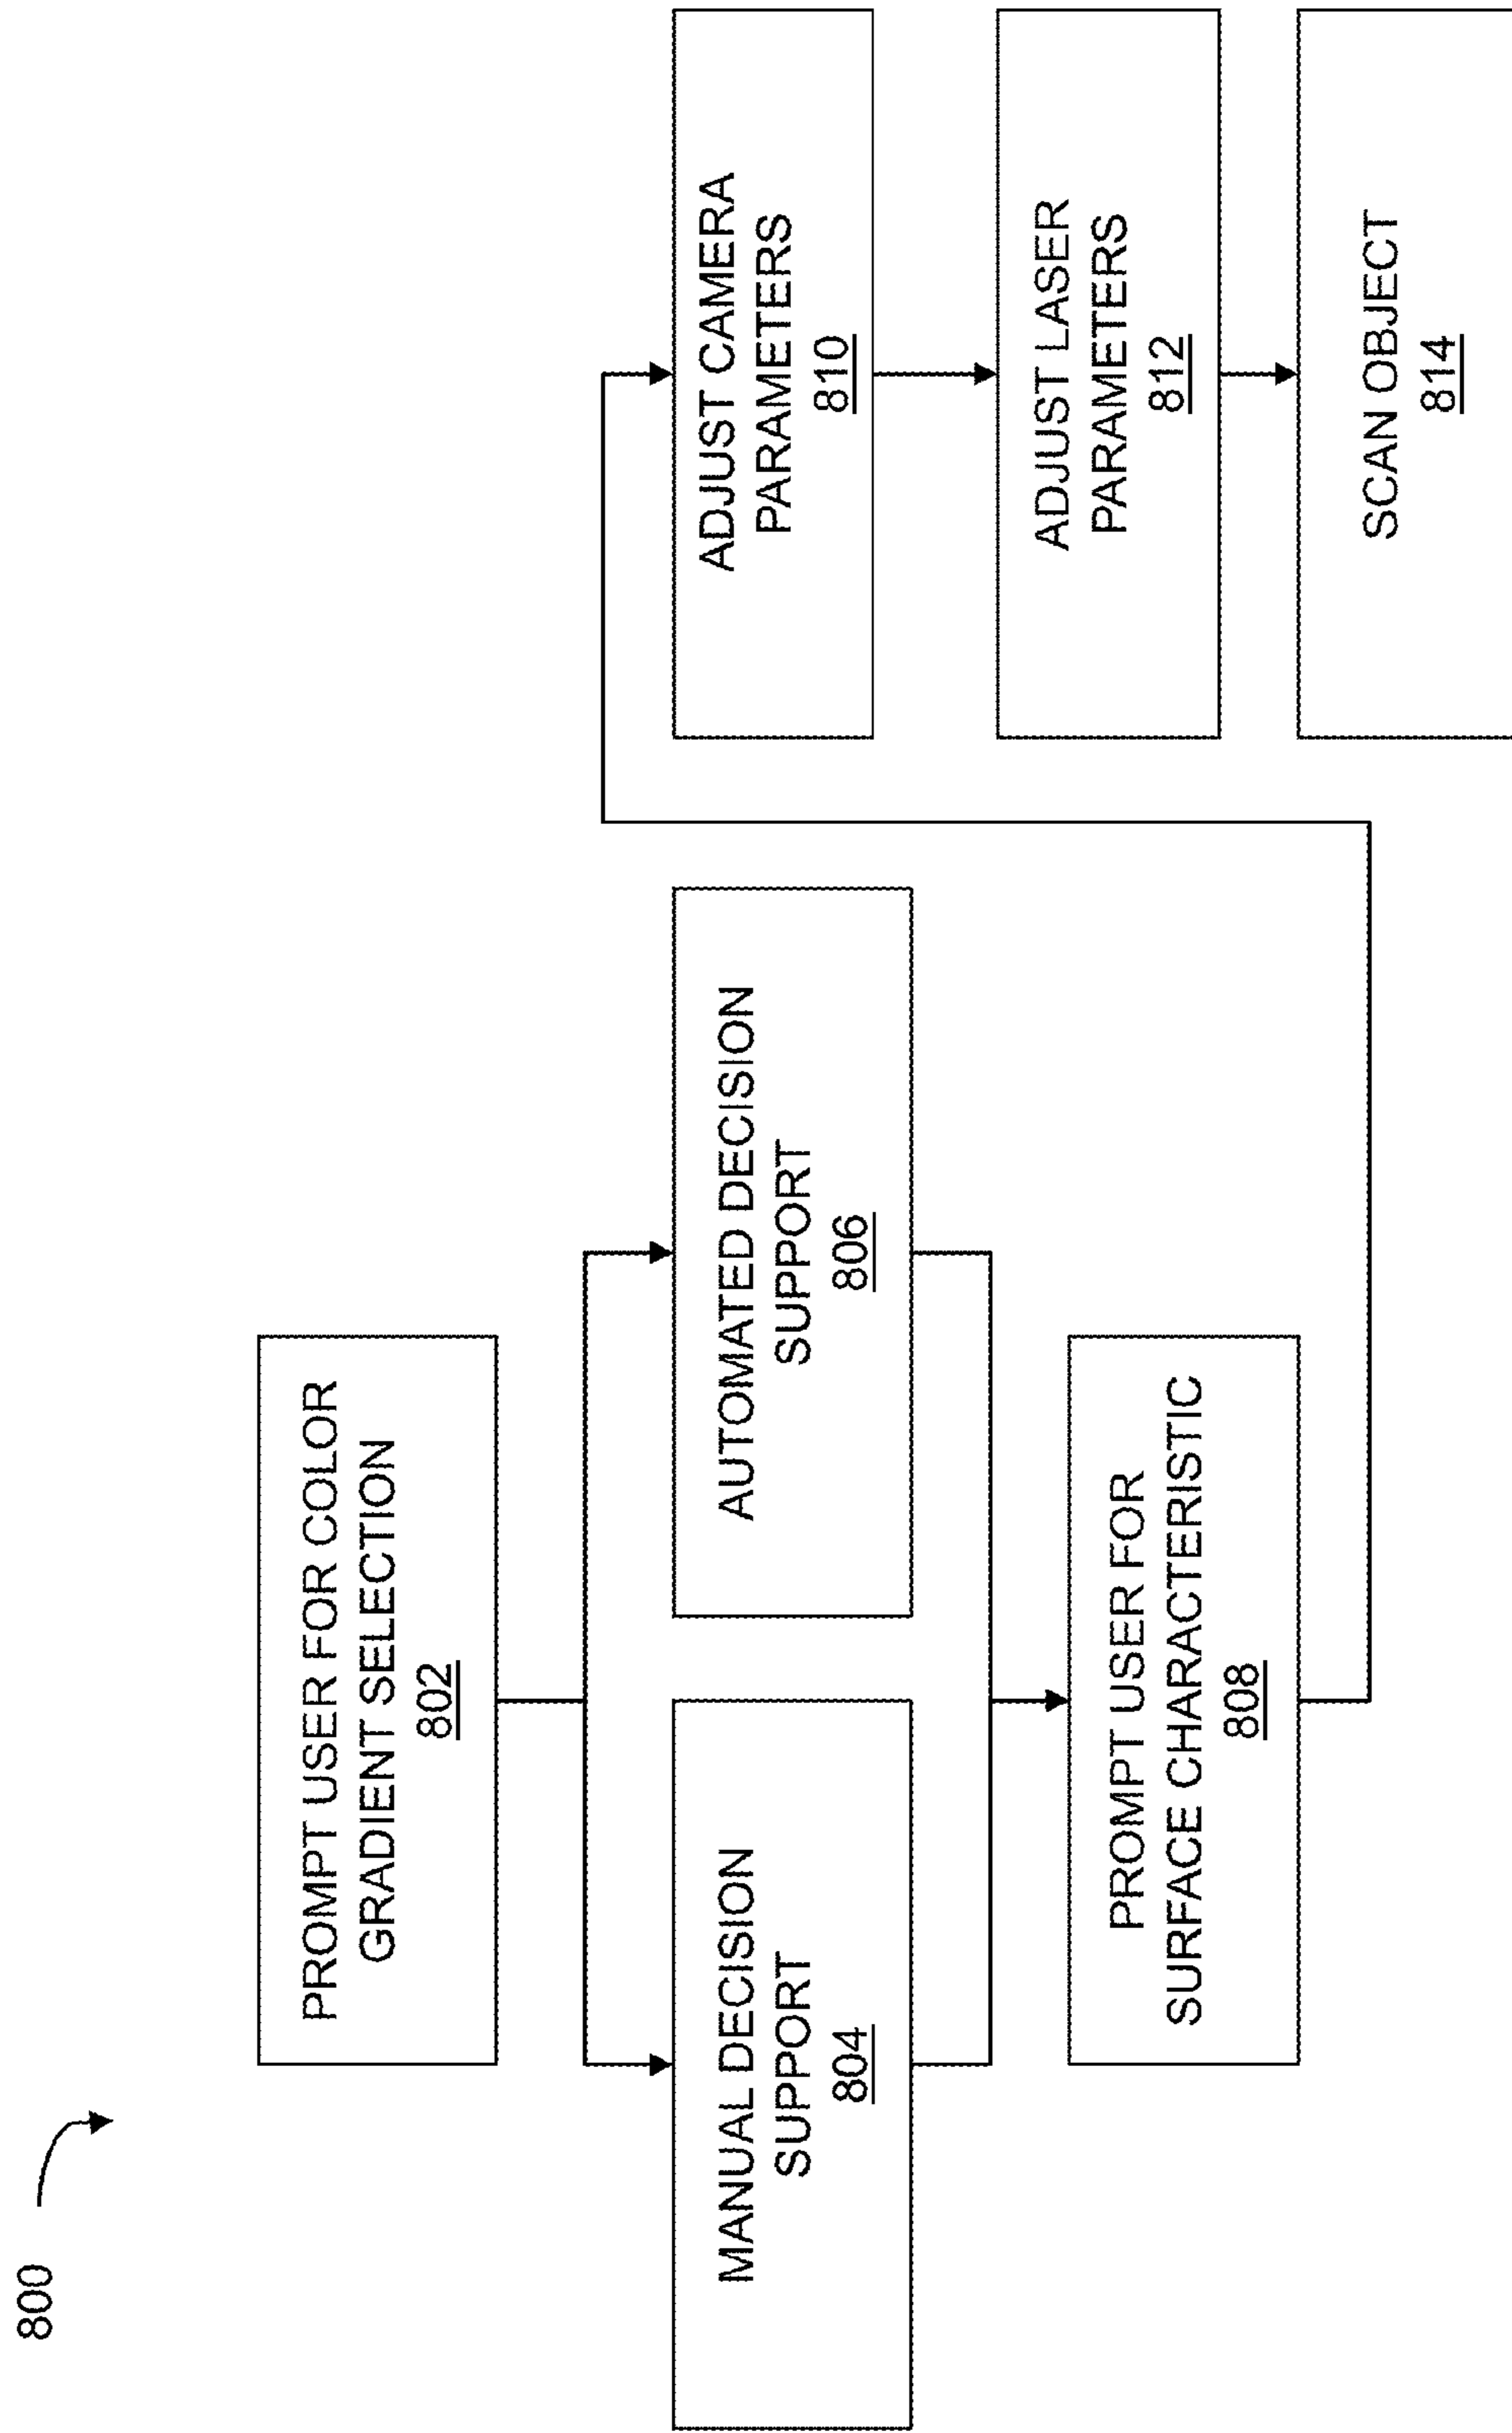 800
PROMPT USER FOR COLOR
GRADIENT SELECTION
802
MANUAL DECISION
SUPPORT
804
AUTOMATED DECISION
SUPPORT
806
PROMPT USER FOR
SURFACE CHARACTERISTIC
808
ADJUST CAMERA
PARAMETERS
810
ADJUST LASER
PARAMETERS
812
SCAN OBJECT
814